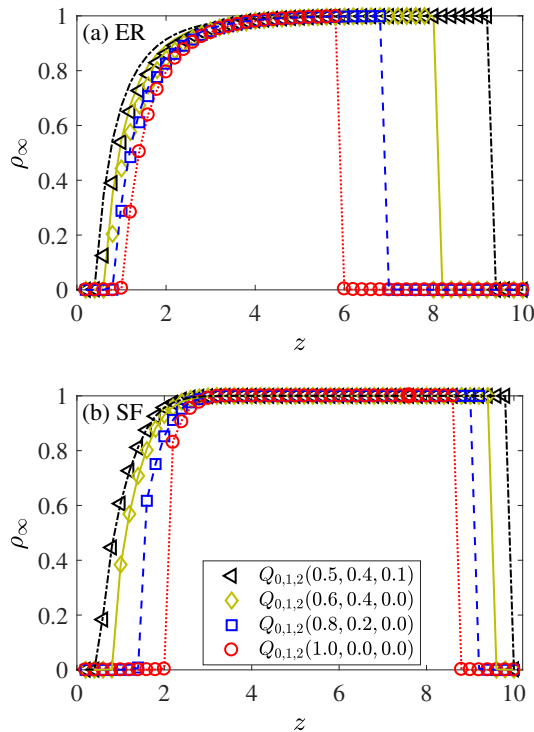 (a) ER
1
0.8
0.6
0.4
0.2
0
ρ∞
0 2 4 6 8 10
z
(b) SF
1
0.8
0.6
0.4
0.2
0
ρ∞
Q0,1,2(0.5, 0.4, 0.1)
Q0,1,2(0.6, 0.4, 0.0)
Q0,1,2(0.8, 0.2, 0.0)
Q0,1,2(1.0, 0.0, 0.0)
0 2 4 6 8 10
z